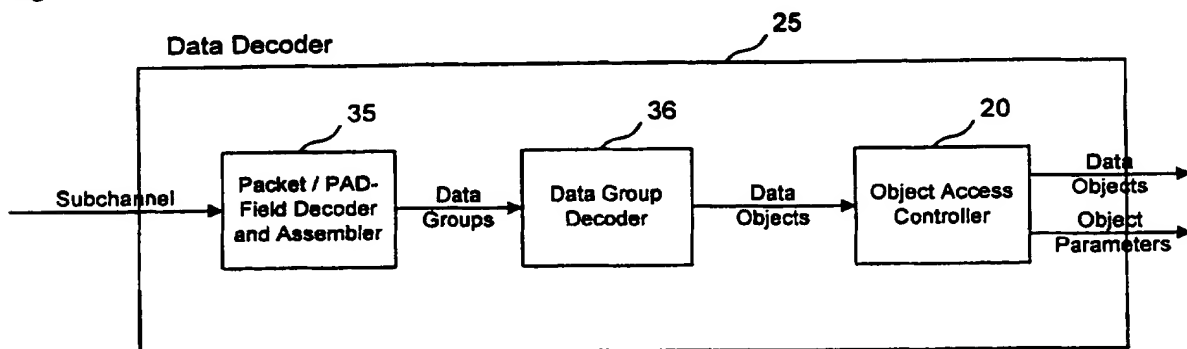 Data Decoder
25
35
36
20
Subchannel
Packet / PAD-
Field Decoder
and Assembler
Data
Groups
Data Group
Decoder
Data
Objects
Object Access
Controller
Data
Objects
Object
Parameters